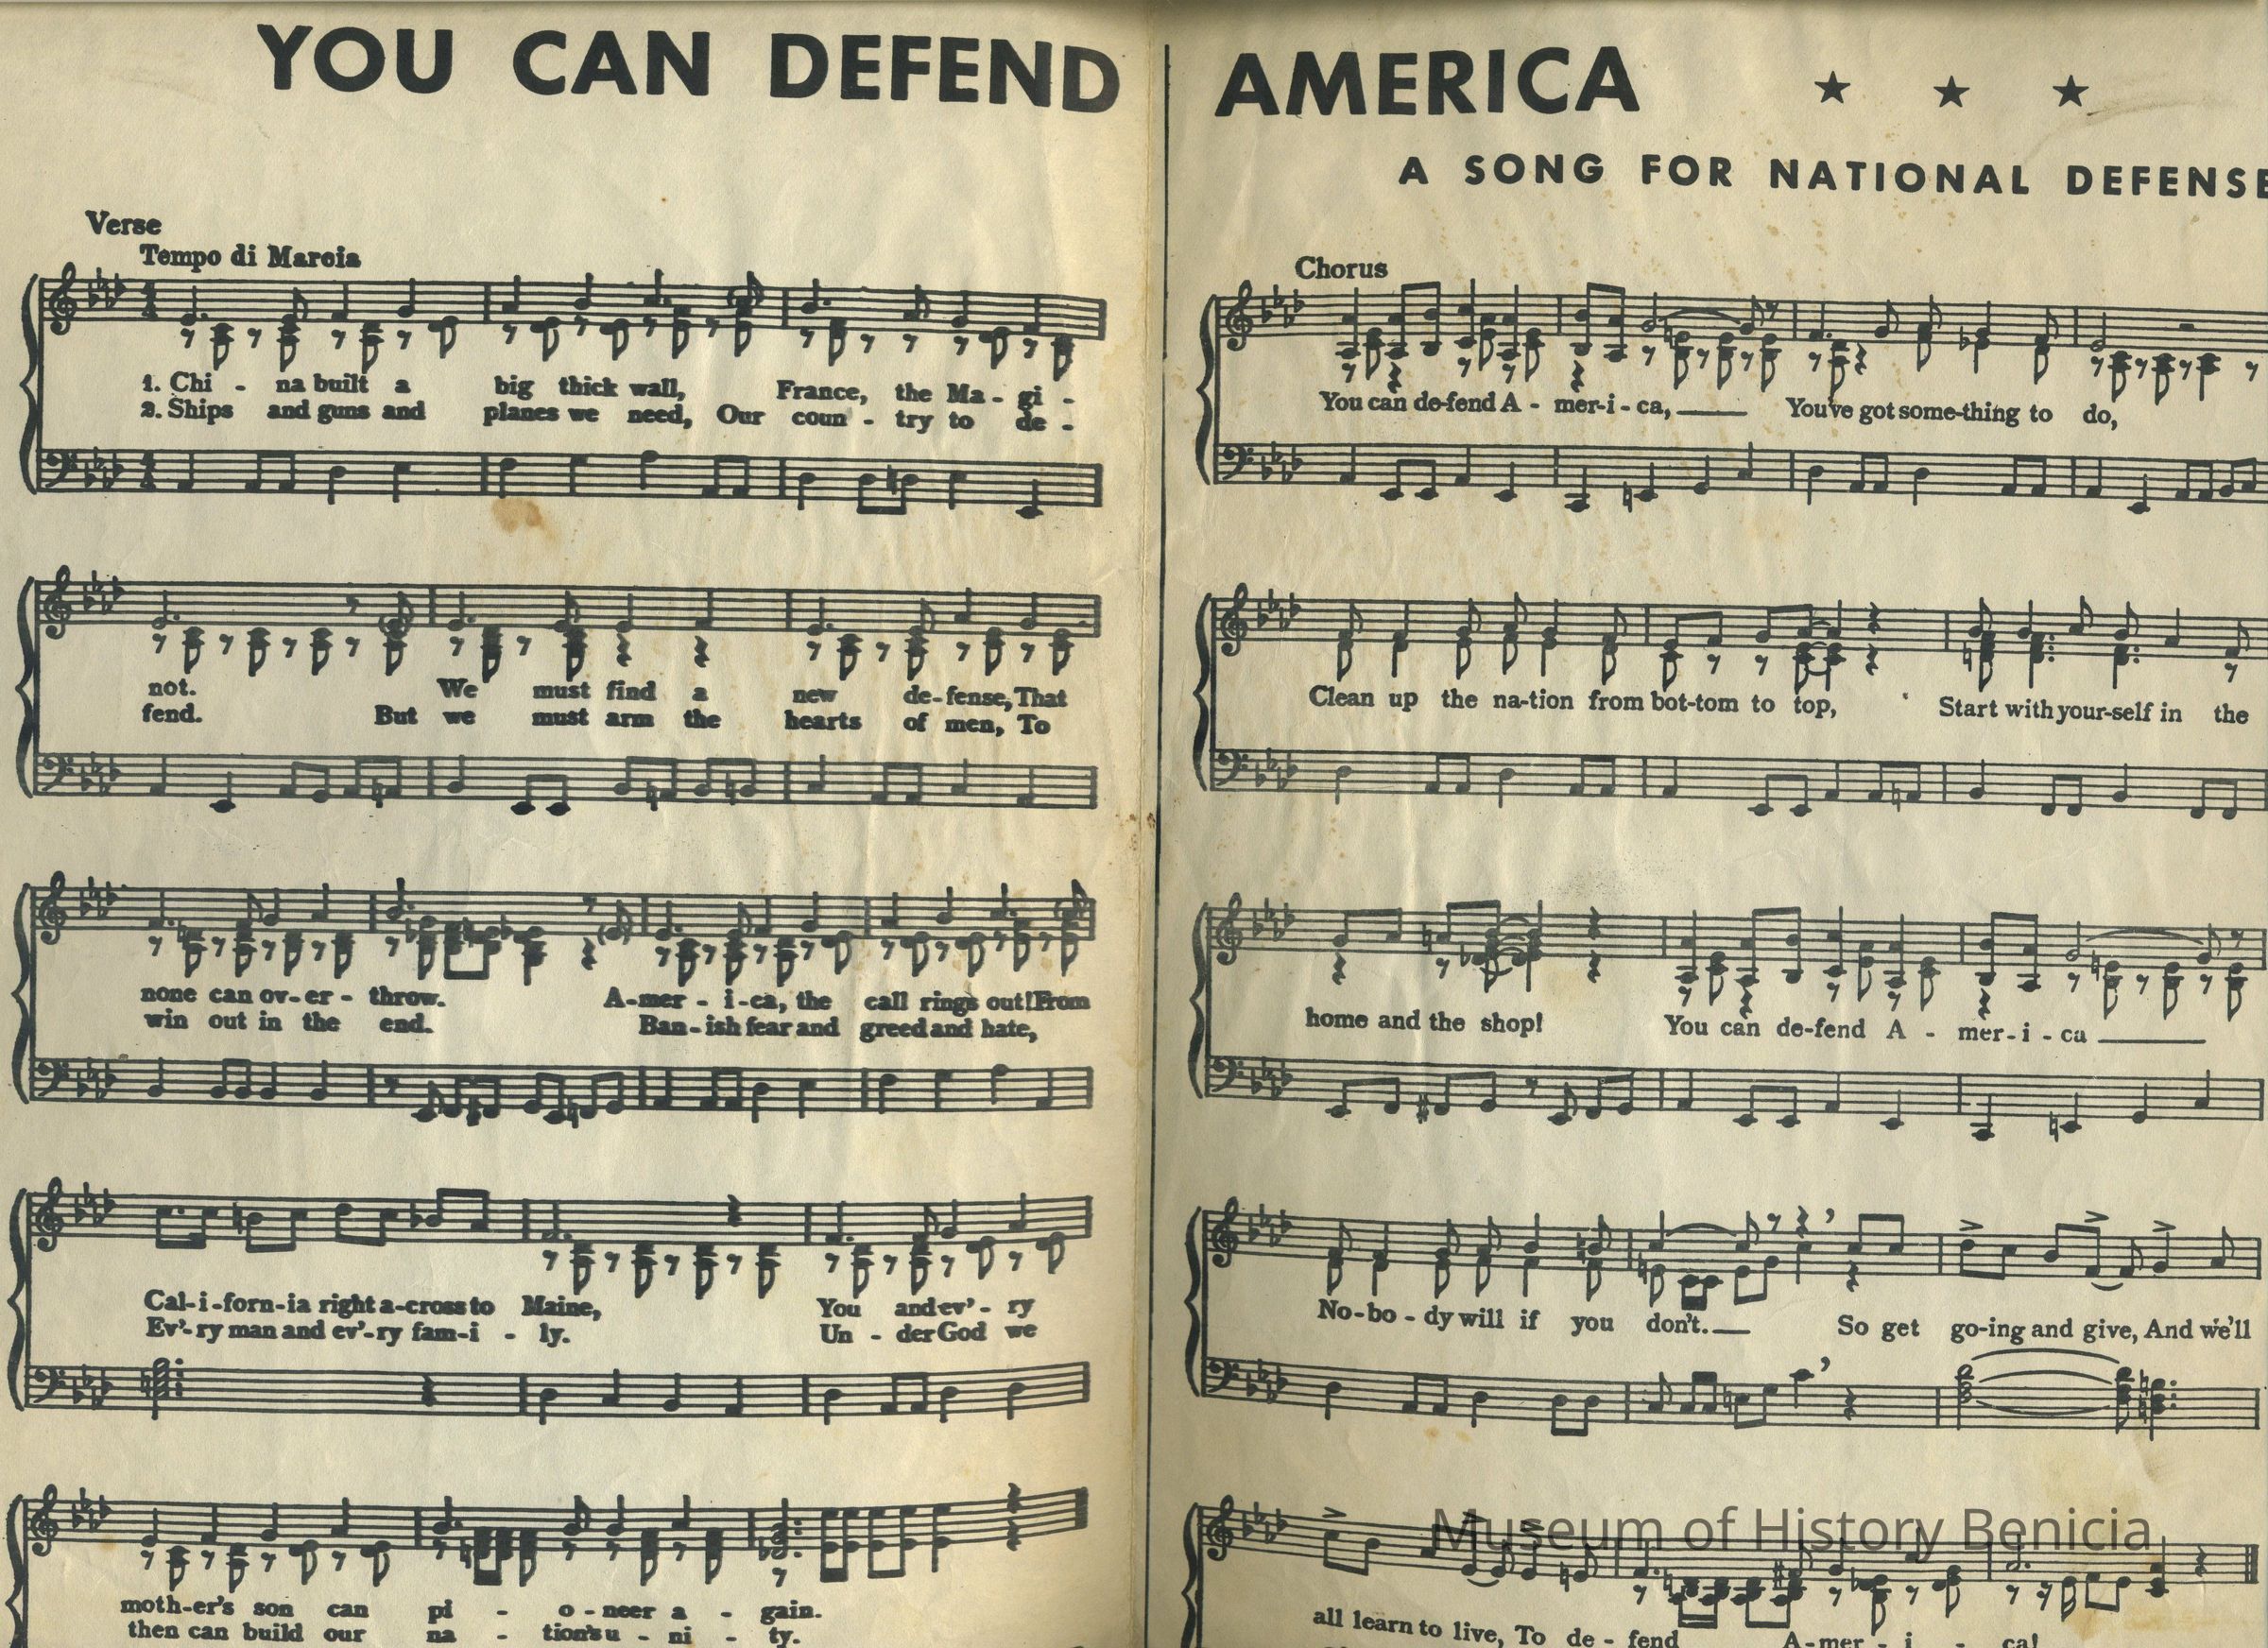 YOU CAN DEFEND AMERICA ★ ★ ★
A SONG FOR NATIONAL DEFENSE
Verse
Tempo di Marcia
1. Chi - na built a big thick wall, France, the Ma - gi -
2. Ships and guns and planes we need, Our coun - try to de -
not. We must find a new de-fense, That
fend. But we must arm the hearts of men, To
none can ov-er - throw. A-mer - i-ca, the call rings out! From
win out in the end. Ban-ish fear and greed and hate,
Cal-i-forn-ia right a-cross to Maine, You and ev'- ry
Ev'-ry man and ev'-ry fam-i - ly. Un - der God we
moth-er's son can pi - o - neer a - gain.
then can build our na - tion's u - ni - ty.
Chorus
You can de-fend A - mer-i-ca, You've got some-thing to do,
Clean up the na-tion from bot-tom to top, Start with your-self in the
home and the shop! You can de-fend A - mer-i-ca
No-bo-dy will if you don't. So get go-ing and give, And we'll
all learn to live, To de - fend A-mer - i - ca!
Museum of History Benicia